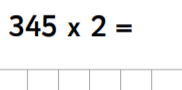 345 x 2 =